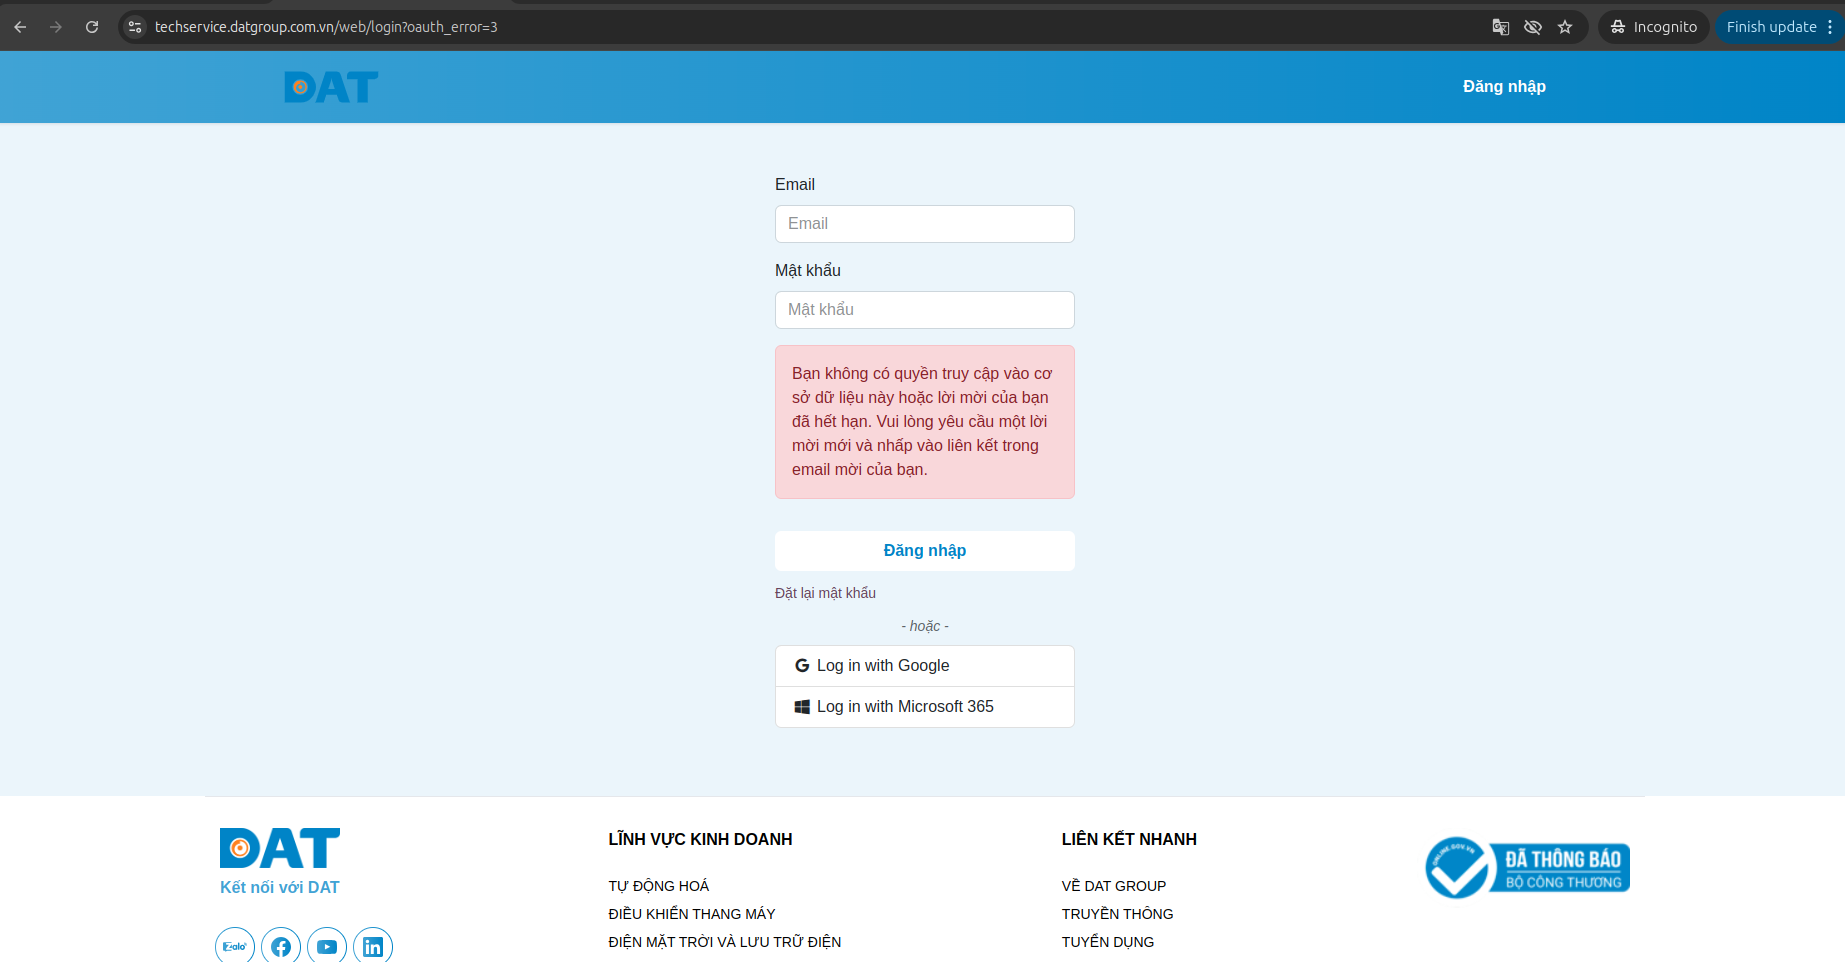 techservice.datgroup.com.vn/web/login?oauth_error=3
Incognito
Finish update
DAT
Đăng nhập
Email
Email
Mật khẩu
Mật khẩu
Bạn không có quyền truy cập vào cơ
sở dữ liệu này hoặc lời mời của bạn
đã hết hạn. Vui lòng yêu cầu một lời
mời mới và nhấp vào liên kết trong
email mời của bạn.
Đăng nhập
Đặt lại mật khẩu
- hoặc -
Log in with Google
Log in with Microsoft 365
DAT
Kết nối với DAT
Zalo
LĨNH VỰC KINH DOANH
TỰ ĐỘNG HOÁ
ĐIỀU KHIỂN THANG MÁY
ĐIỆN MẶT TRỜI VÀ LƯU TRỮ ĐIỆN
LIÊN KẾT NHANH
VỀ DAT GROUP
TRUYỀN THÔNG
TUYỂN DỤNG
ONLINE.GOV.VN
ĐÃ THÔNG BÁO
BỘ CÔNG THƯƠNG